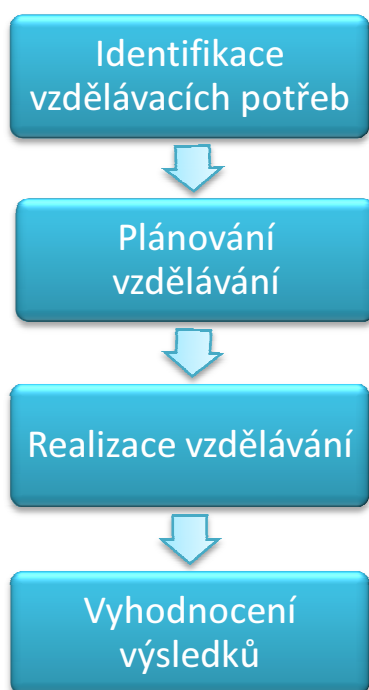 Identifikace
vzdělávacích potřeb
Plánování
vzdělávání
Realizace vzdělávání
Vyhodnocení
výsledků